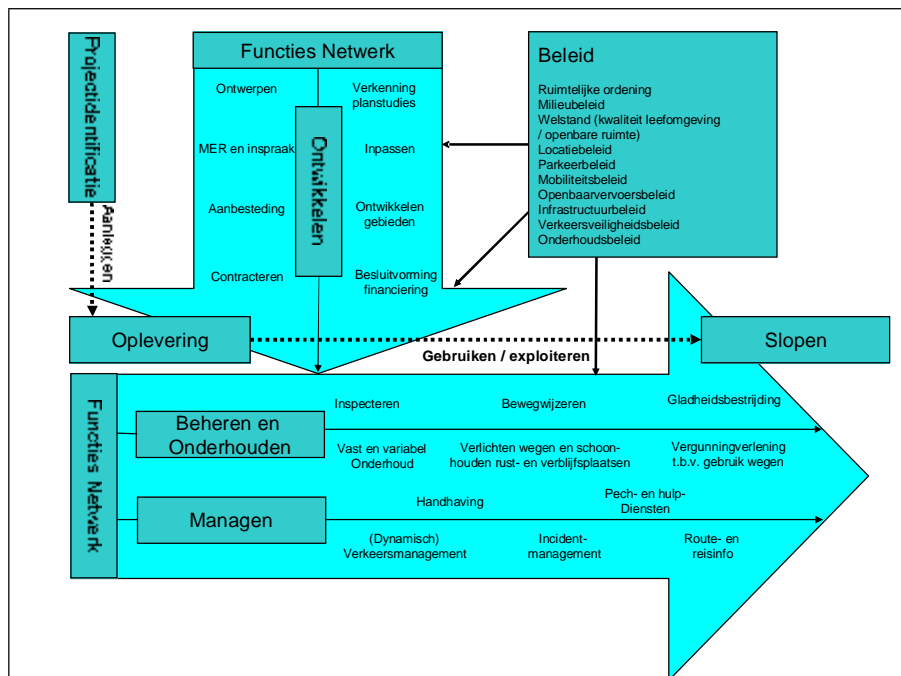 Projectidentificatie
Aanleggen
Functies Netwerk
Ontwerpen
Verkenning
planstudies
MER en inspraak
Inpassen
Ontwikkelen
Aanbesteding
Ontwikkelen
gebieden
Contracteren
Besluitvorming
financiering
Beleid
Ruimtelijke ordening
Milieubeleid
Welstand (kwaliteit leefomgeving
/ openbare ruimte)
Locatiebeleid
Parkeerbeleid
Mobiliteitsbeleid
Openbaarvervoersbeleid
Infrastructuurbeleid
Verkeersveiligheidsbeleid
Onderhoudsbeleid
Oplevering
Gebruiken / exploiteren
Slopen
Functies Netwerk
Beheren en
Onderhouden
Inspecteren
Bewegwijzeren
Gladheidsbestrijding
Vast en variabel
Onderhoud
Verlichten wegen en schoon-
houden rust- en verblijfsplaatsen
Vergunningverlening
t.b.v. gebruik wegen
Managen
Handhaving
Pech- en hulp-
Diensten
(Dynamisch)
Verkeersmanagement
Incident-
management
Route- en
reisinfo